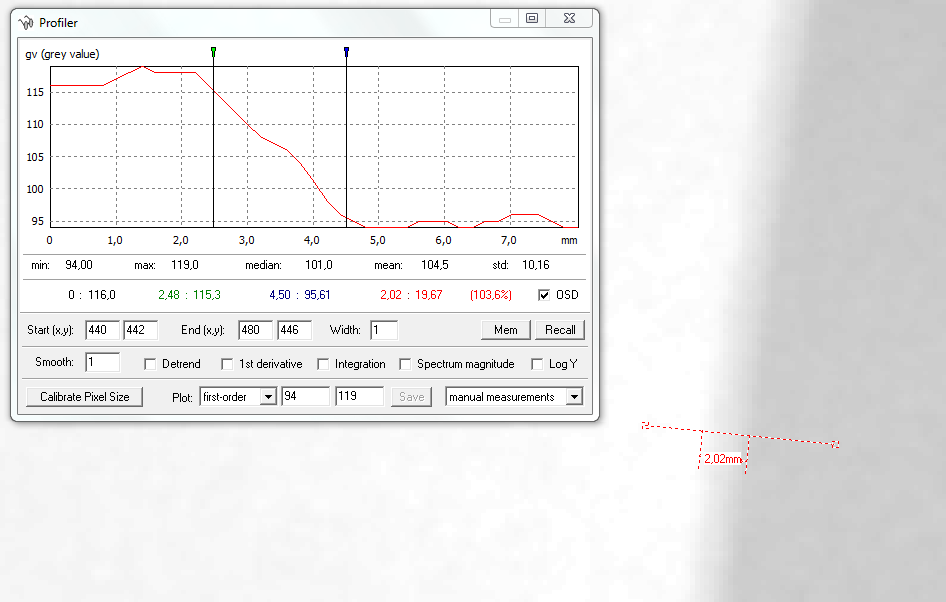 Profiler
gv (grey value)
115
110
105
100
95
0 1,0 2,0 3,0 4,0 5,0 6,0 7,0 mm
min: 94,00 max: 119,0 median: 101,0 mean: 104,5 std: 10,16
0 : 116,0 2,48 : 115,3 4,50 : 95,61 2,02 : 19,67 (103,6%) OSD
Start (x,y): 440 442 End (x,y): 480 446 Width: 1 Mem Recall
Smooth: 1 Detrend 1st derivative Integration Spectrum magnitude Log Y
Calibrate Pixel Size Plot: first-order 94 119 Save manual measurements
2,02mm